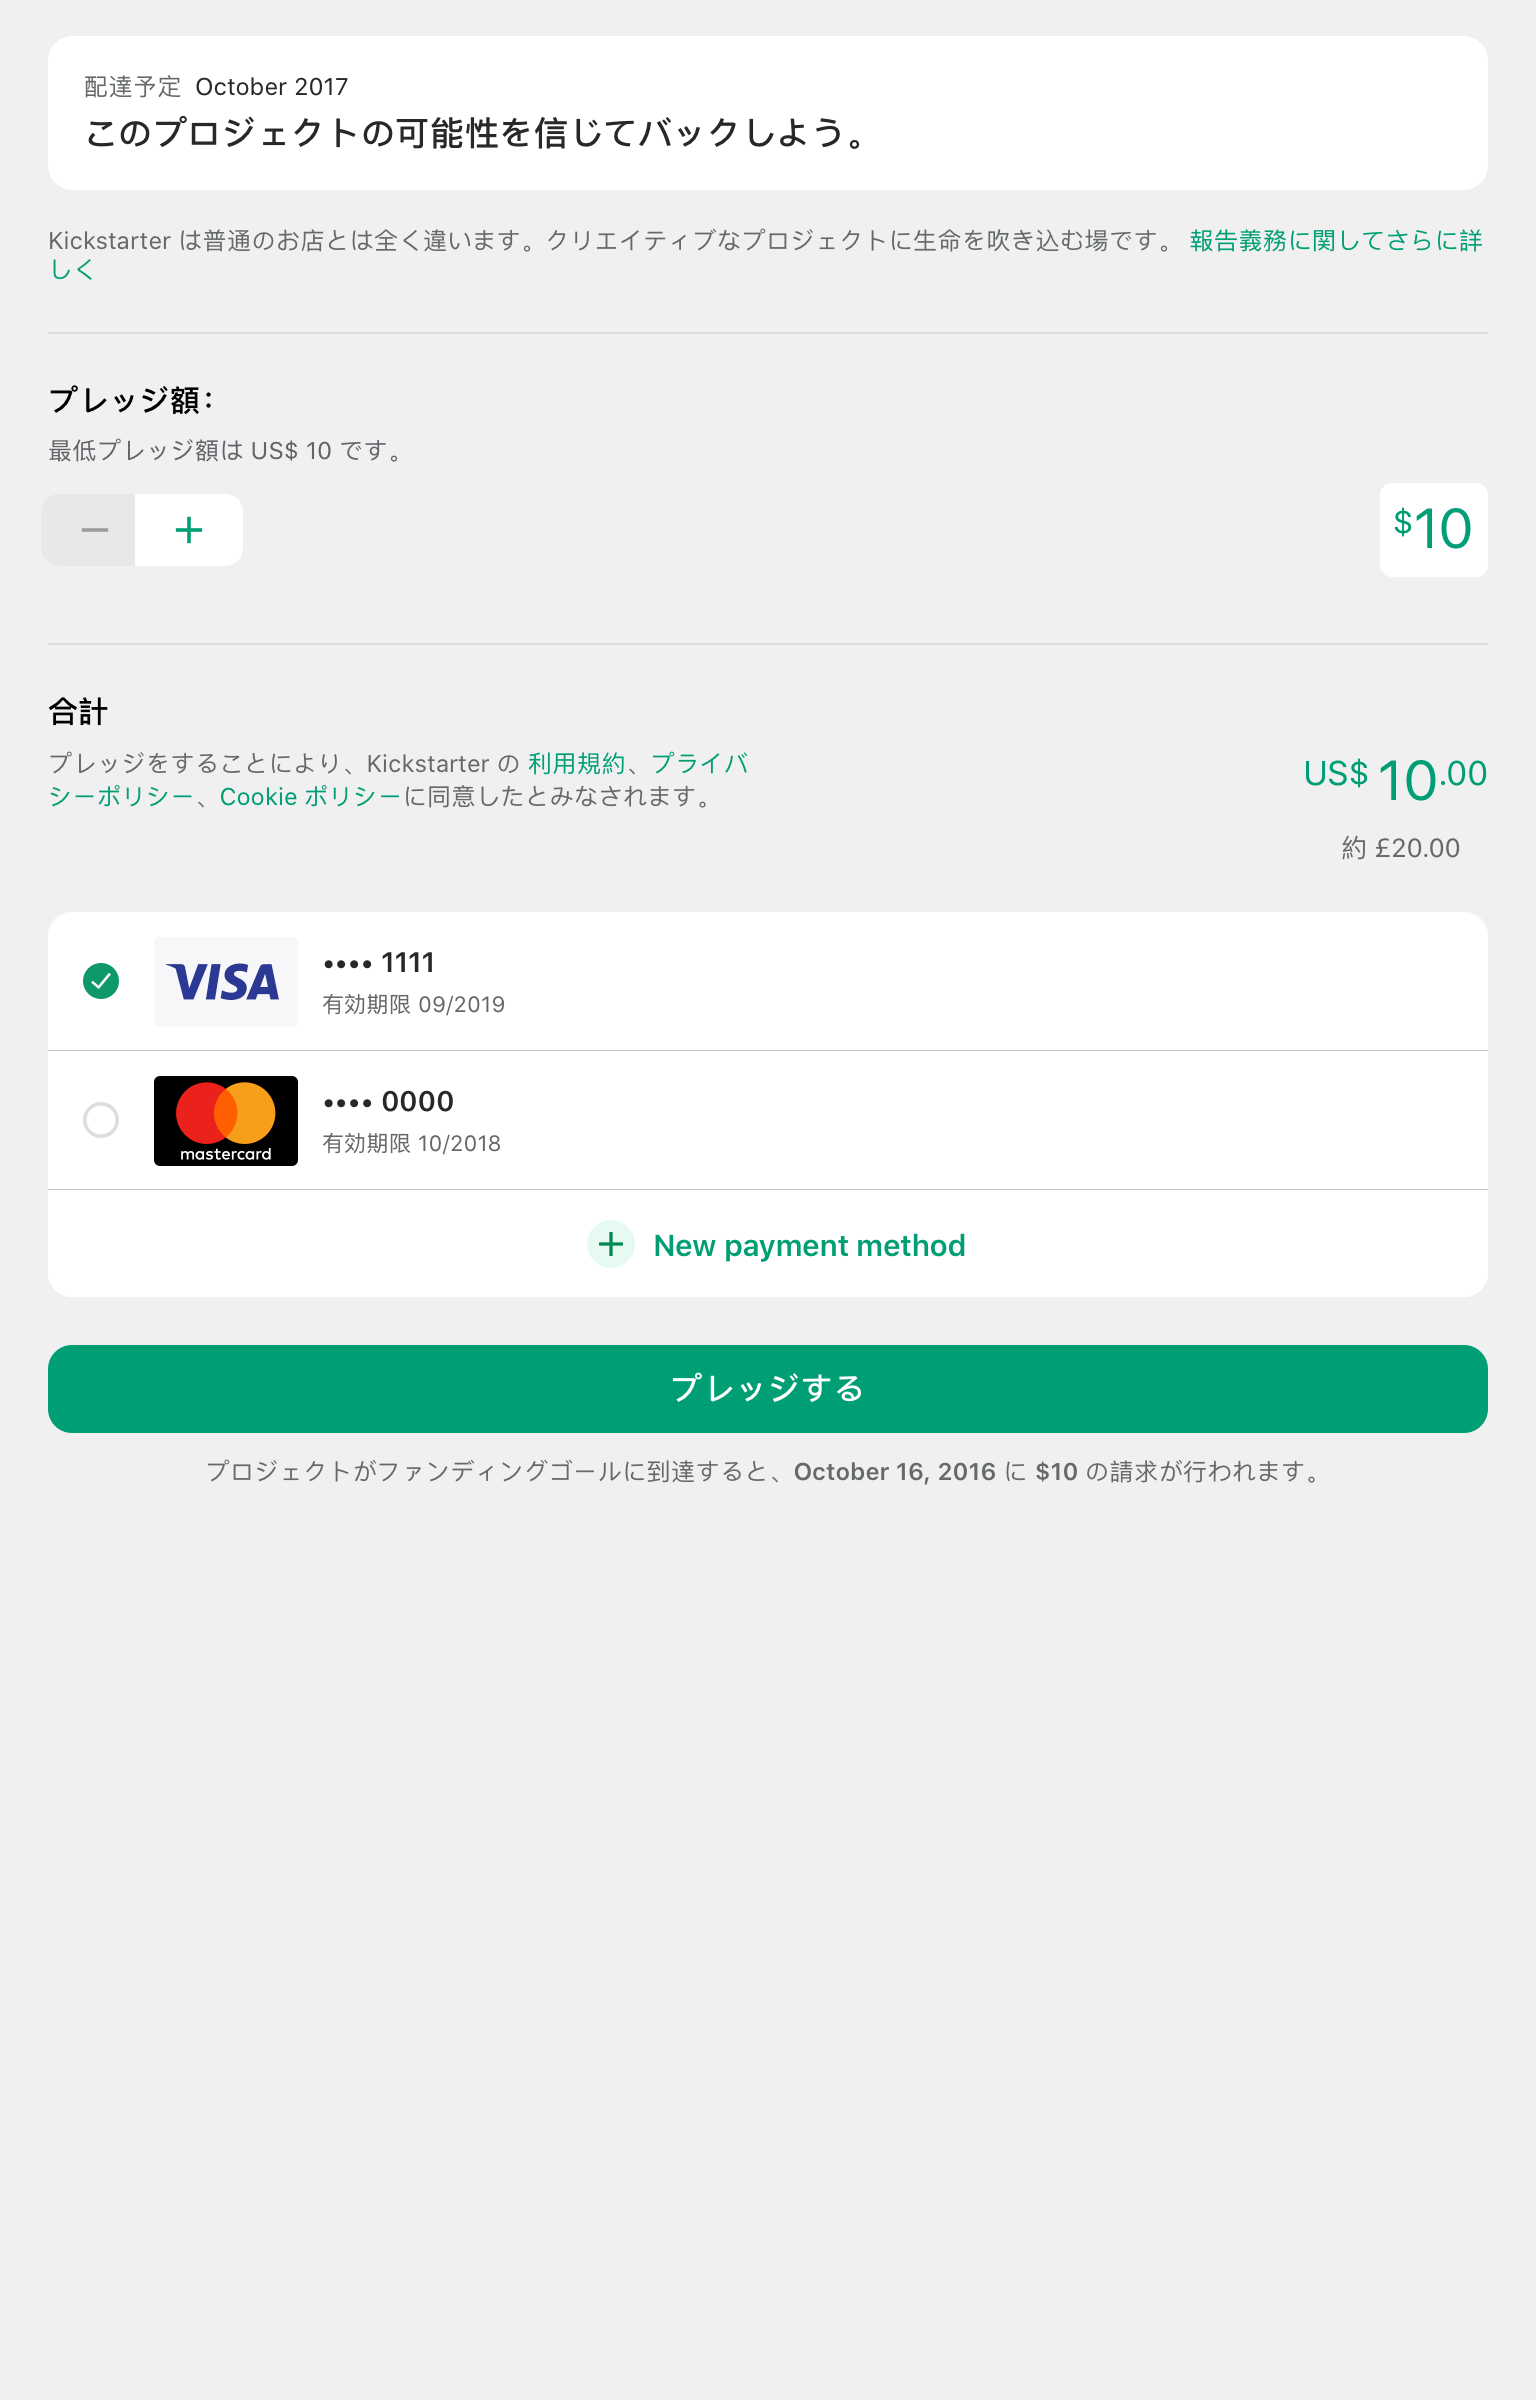 配達予定 October 2017
このプロジェクトの可能性を信じてバックしよう。
Kickstarter は普通のお店とは全く違います。クリエイティブなプロジェクトに生命を吹き込む場です。 報告義務に関してさらに詳
しく
プレッジ額：
最低プレッジ額は US$ 10 です。
$10
合計
プレッジをすることにより、Kickstarter の 利用規約、プライバ
シーポリシー、Cookie ポリシーに同意したとみなされます。
US$ 10.00
約 £20.00
VISA
•••• 1111
有効期限 09/2019
mastercard
•••• 0000
有効期限 10/2018
New payment method
プレッジする
プロジェクトがファンディングゴールに到達すると、October 16, 2016 に $10 の請求が行われます。